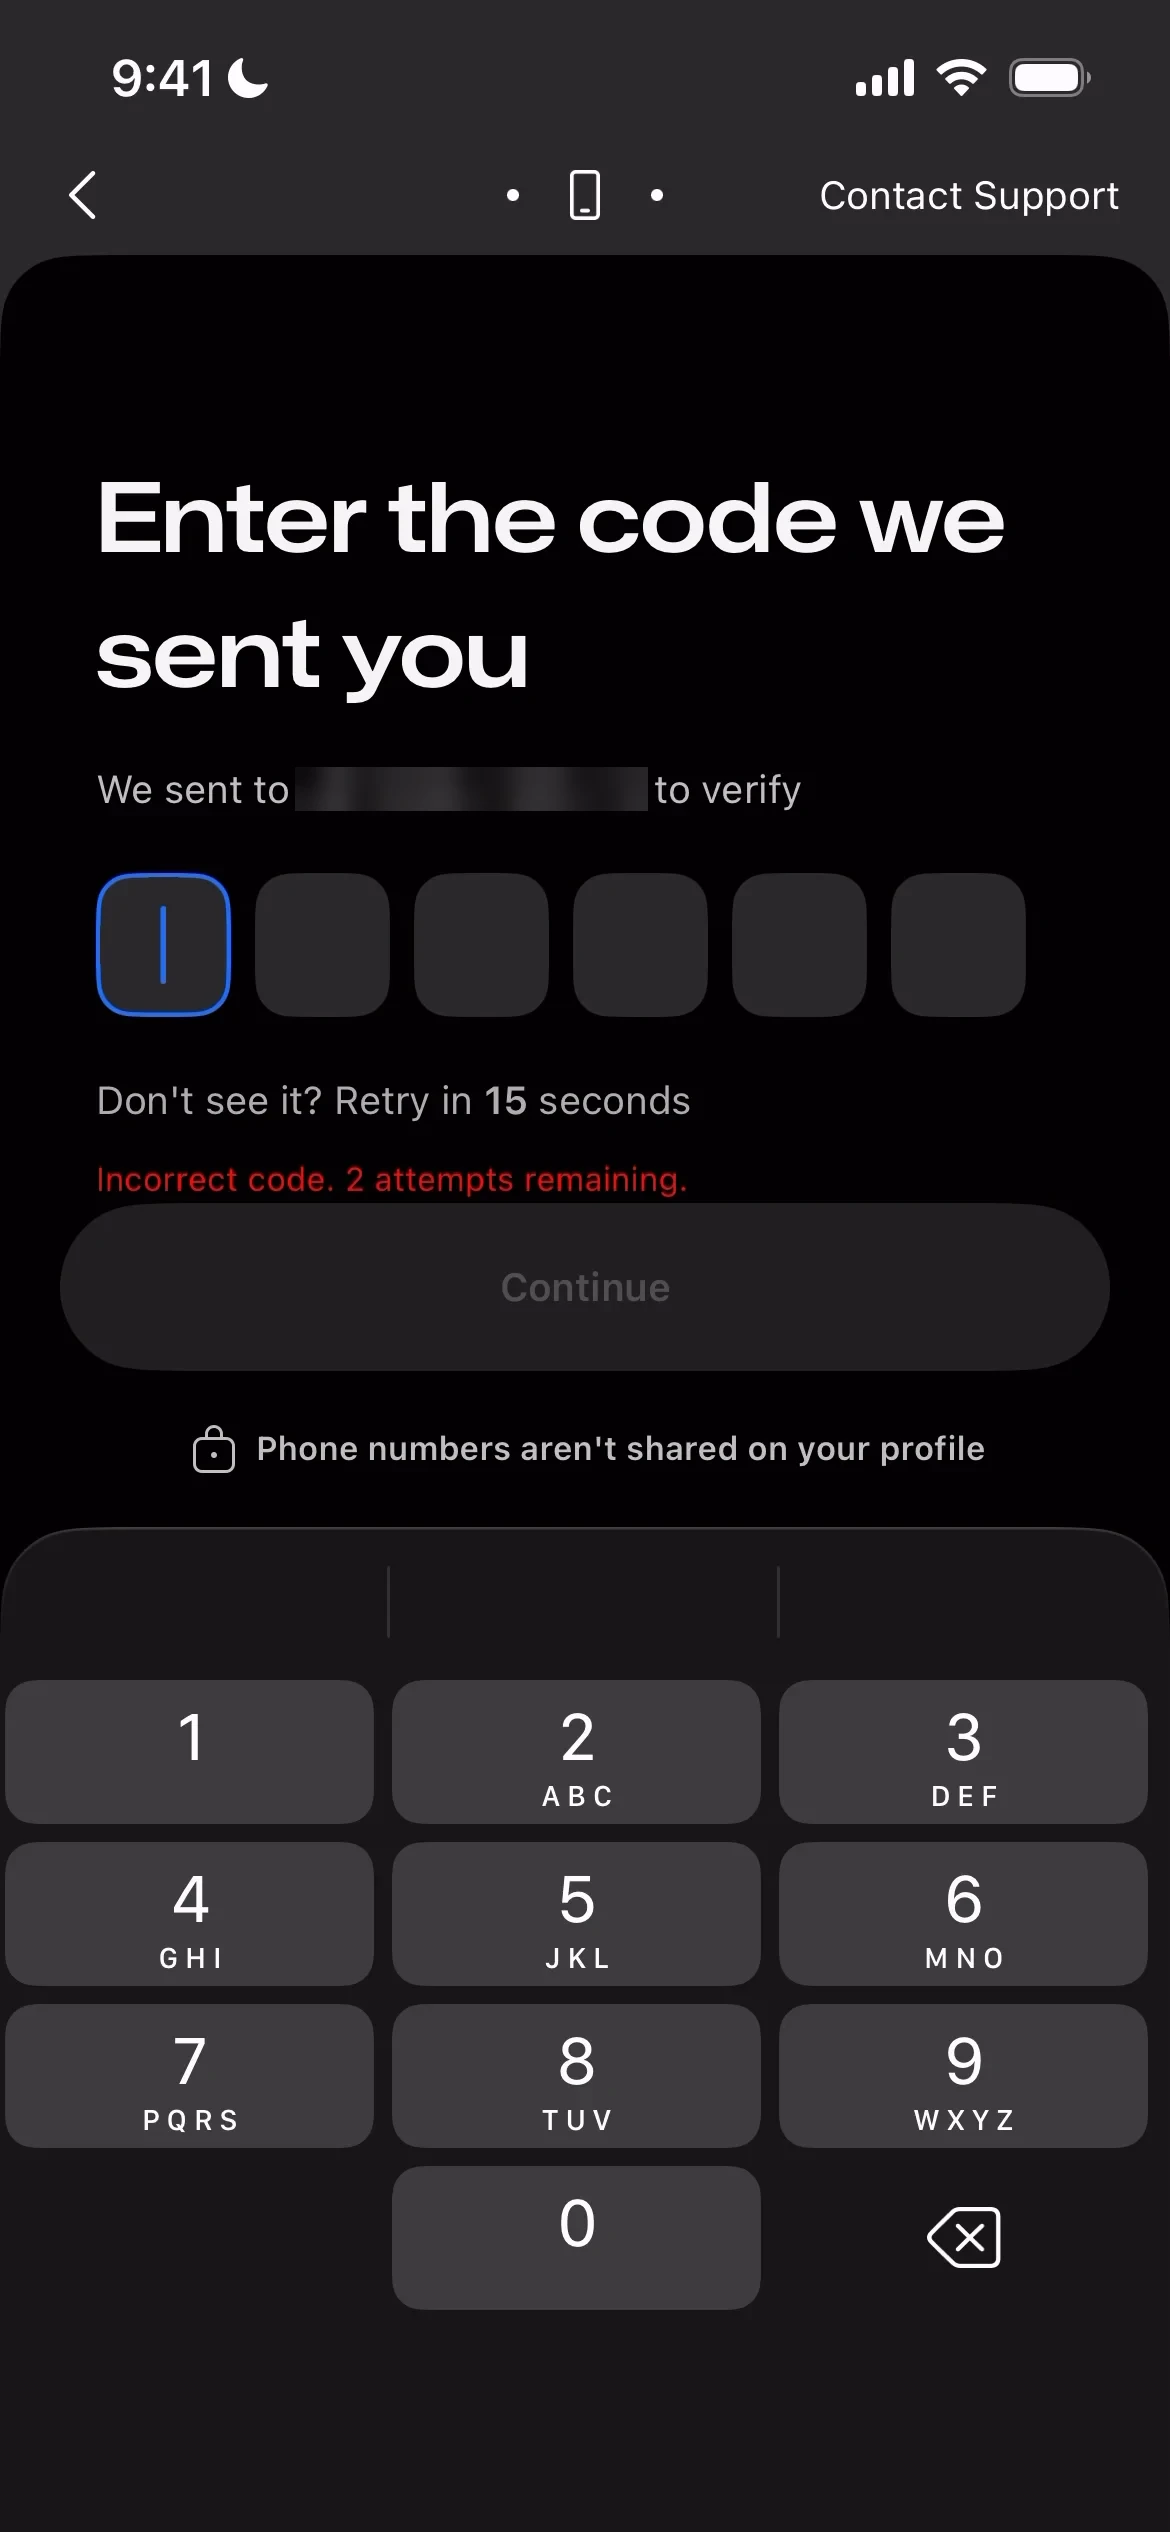 9:41
Contact Support
Enter the code we
sent you
We sent to to verify
Don't see it? Retry in 15 seconds
Incorrect code. 2 attempts remaining.
Continue
Phone numbers aren't shared on your profile
1 2 3
ABC DEF
4 5 6
GHI JKL MNO
7 8 9
PQRS TUV WXYZ
0